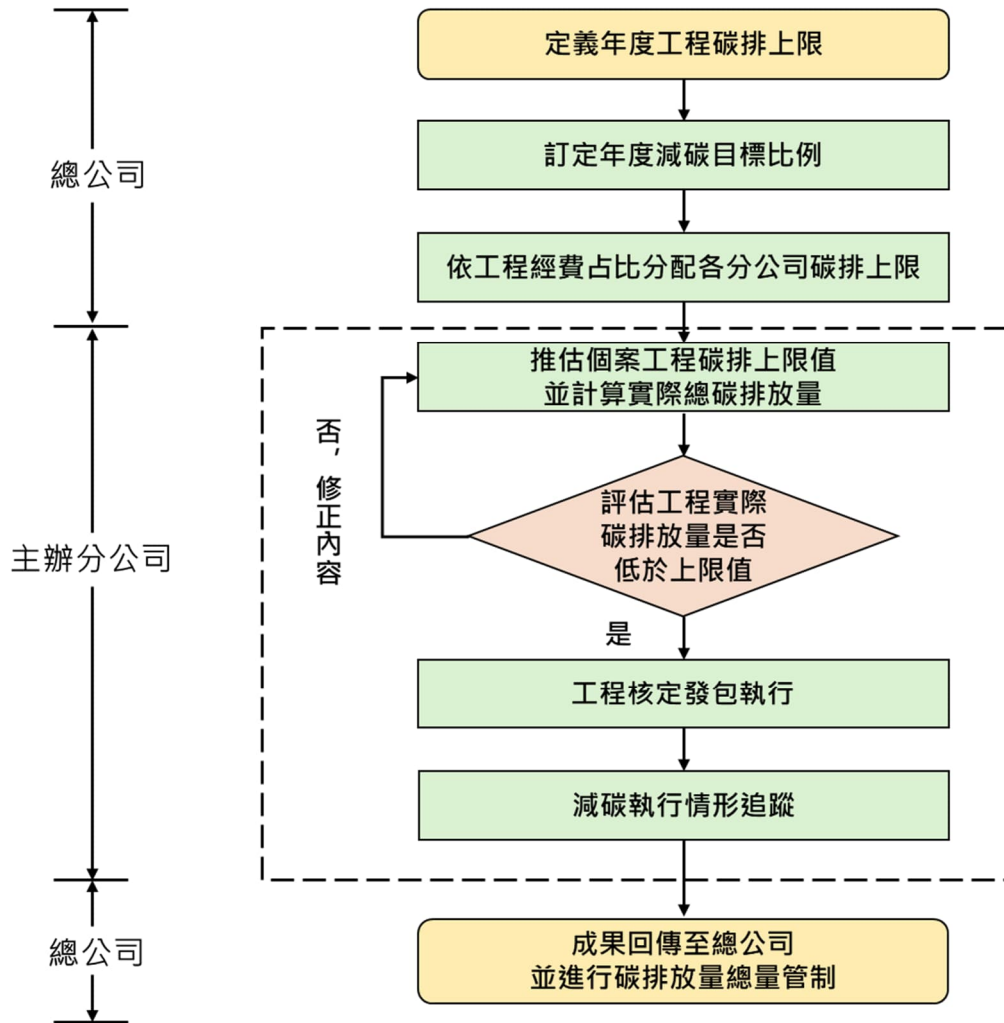 定義年度工程碳排上限
訂定年度減碳目標比例
總公司
依工程經費占比分配各分公司碳排上限
推估個案工程碳排上限值
並計算實際總碳排放量
否，修正內容
評估工程實際
碳排放量是否
低於上限值
主辦分公司
是
工程核定發包執行
減碳執行情形追蹤
總公司
成果回傳至總公司
並進行碳排放量總量管制